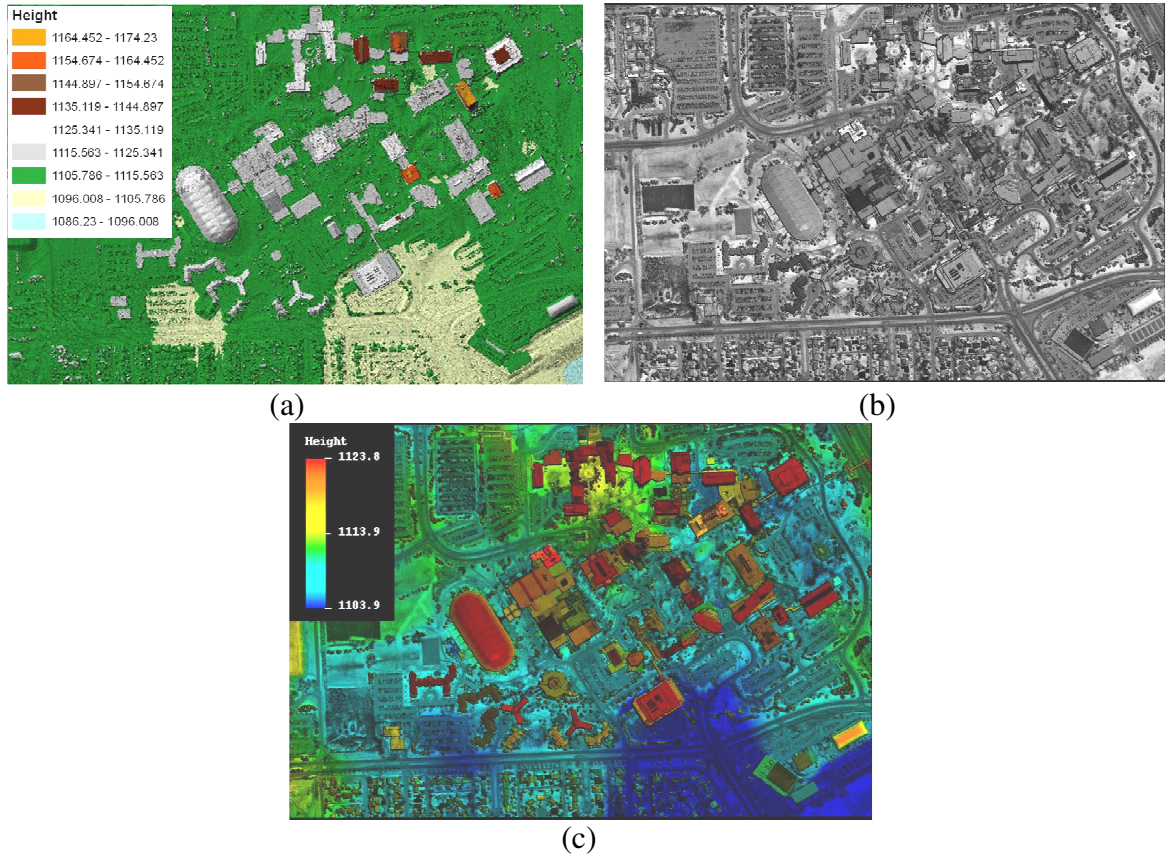 Height
1164.452 - 1174.23
1154.674 - 1164.452
1144.897 - 1154.674
1135.119 - 1144.897
1125.341 - 1135.119
1115.563 - 1125.341
1105.786 - 1115.563
1096.008 - 1105.786
1086.23 - 1096.008
(a)
(b)
Height
1123.8
1113.9
1103.9
(c)